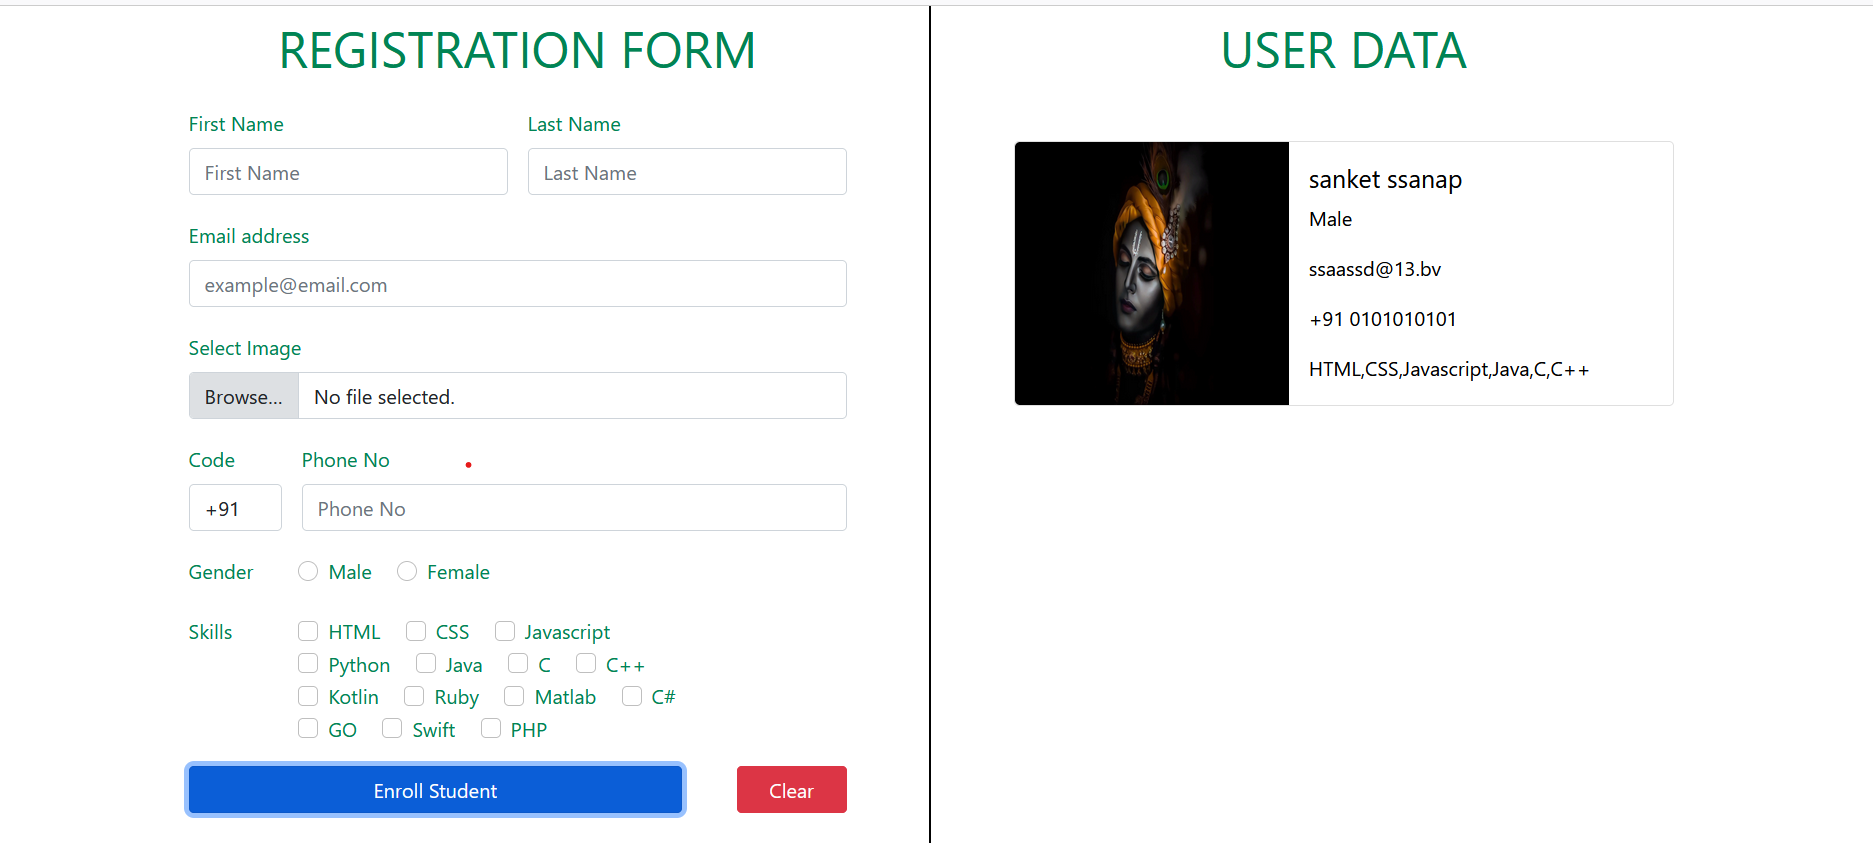 REGISTRATION FORM
First Name Last Name
First Name Last Name
Email address
example@email.com
Select Image
Browse... No file selected.
Code Phone No
+91 Phone No
Gender Male Female
Skills HTML CSS Javascript
Python Java C C++
Kotlin Ruby Matlab C#
GO Swift PHP
Enroll Student Clear
USER DATA
sanket ssanap
Male
ssaassd@13.bv
+91 0101010101
HTML,CSS,Javascript,Java,C,C++